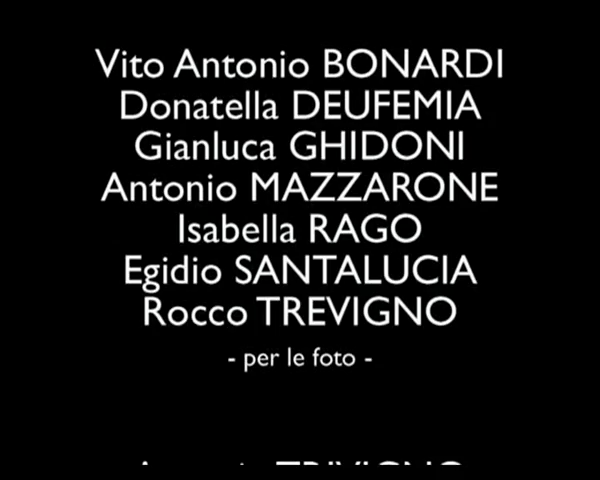 Vito Antonio BONARDI
Donatella DEUFEMIA
Gianluca GHIDONI
Antonio MAZZARONE
Isabella RAGO
Egidio SANTALUCIA
Rocco TREVIGNO
- per le foto -